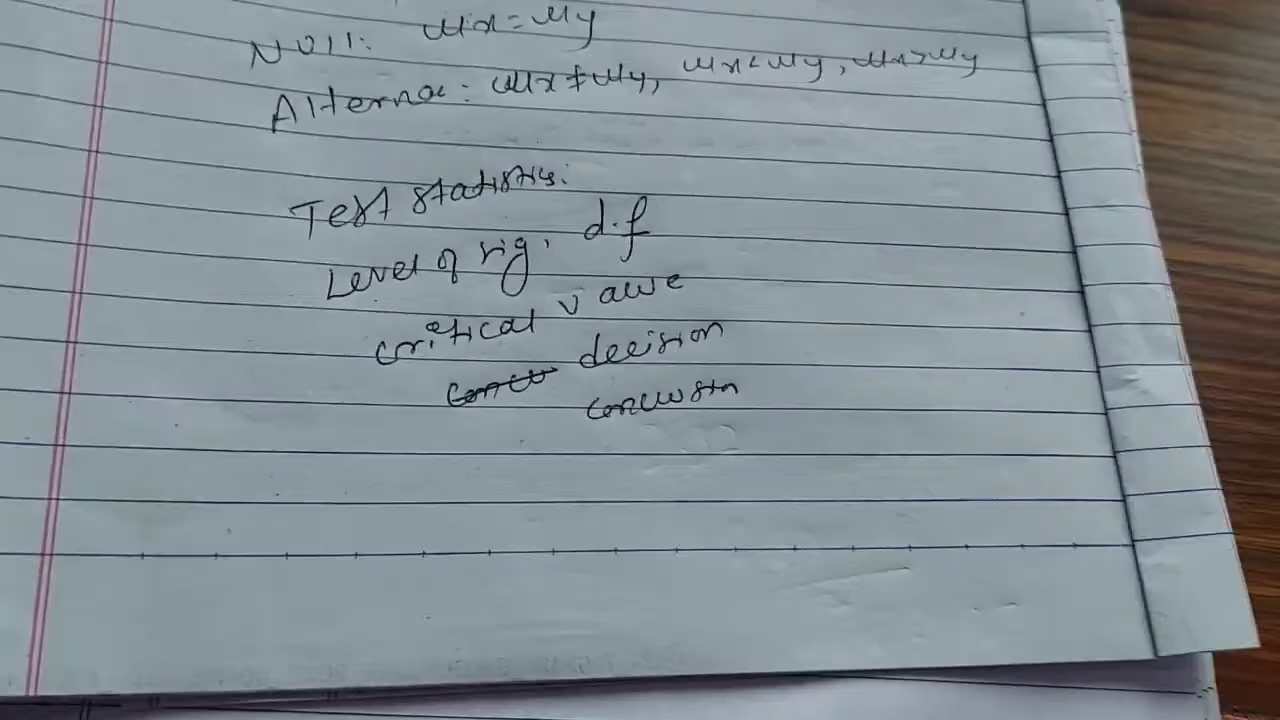 Null: μx = μy
Alterna: μx ≠ μy, μx < μy, μx > μy
Test statistics:
Level of sig. d.f
critical value
decision
conclusion